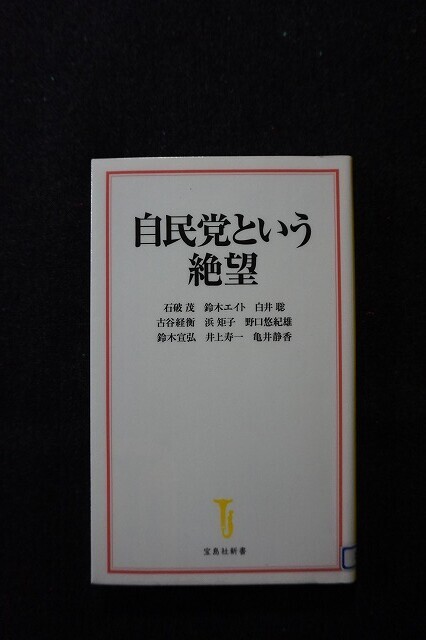 自民党という
絶望
石破 茂 鈴木エイト 白井 聡
古谷経衡 浜 矩子 野口悠紀雄
鈴木宣弘 井上寿一 亀井静香
宝島社新書